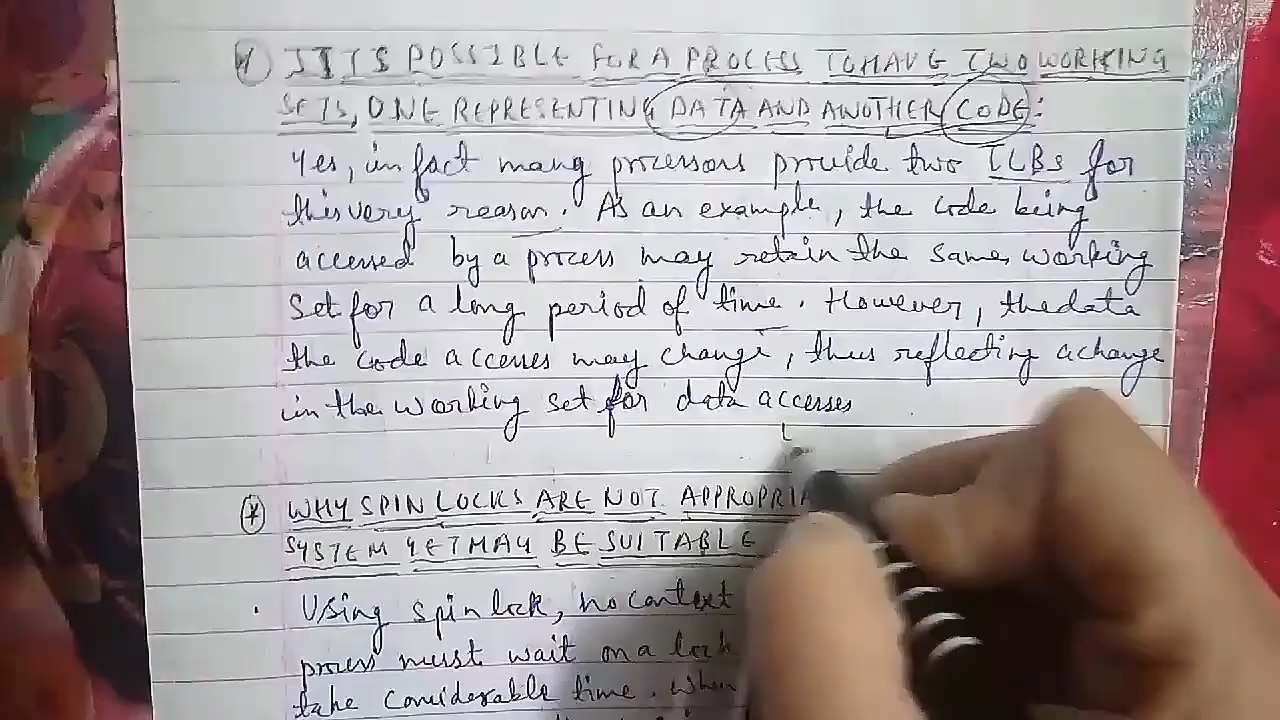 IT IS POSSIBLE FOR A PROCESS TO HAVE TWO WORKING
SETS, ONE REPRESENTING DATA AND ANOTHER CODE:
Yes, in fact many processors provide two TLBs for
this very reason. As an example, the code being
accessed by a process may retain the same working
set for a long period of time. However, the data
the code accesses may change, thus reflecting a change
in the working set for data accesses
WHY SPIN LOCKS ARE NOT APPROPRIA
SYSTEM YET MAY BE SUITABLE
· Using spin lock, no context
process must wait on a lock
take considerable time. When